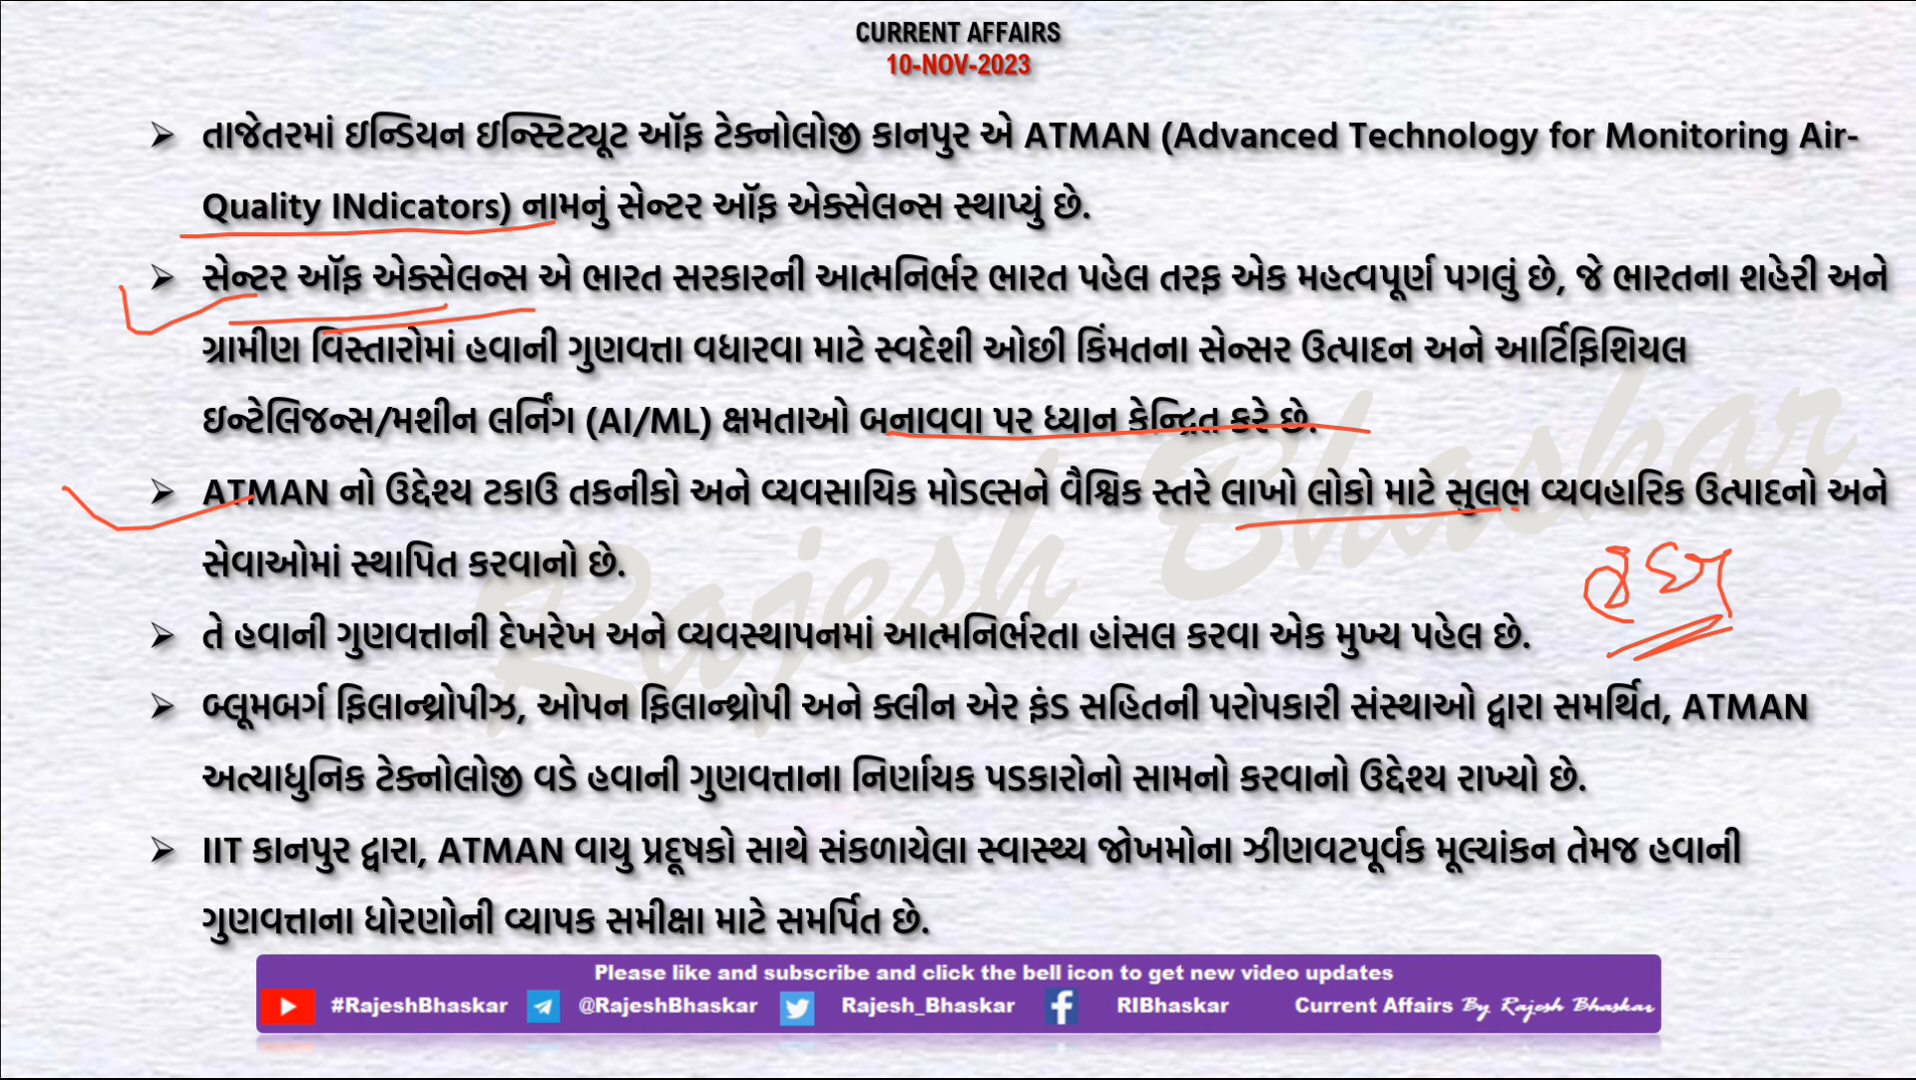 CURRENT AFFAIRS
10-NOV-2023
➢ તાજેતરમાં ઇન્ડિયન ઇન્સ્ટિટ્યૂટ ઑફ ટેક્નોલોજી કાનપુર એ ATMAN (Advanced Technology for Monitoring Air-
Quality INdicators) નામનું સેન્ટર ઑફ એક્સેલન્સ સ્થાપ્યું છે.
➢ સેન્ટર ઑફ એક્સેલન્સ એ ભારત સરકારની આત્મનિર્ભર ભારત પહેલ તરફ એક મહત્વપૂર્ણ પગલું છે, જે ભારતના શહેરી અને
ગ્રામીણ વિસ્તારોમાં હવાની ગુણવત્તા વધારવા માટે સ્વદેશી ઓછી કિંમતના સેન્સર ઉત્પાદન અને આર્ટિફિશિયલ
ઇન્ટેલિજન્સ/મશીન લર્નિંગ (AI/ML) ક્ષમતાઓ બનાવવા પર ધ્યાન કેન્દ્રિત કરે છે.
➢ ATMAN નો ઉદ્દેશ્ય ટકાઉ તકનીકો અને વ્યવસાયિક મોડલ્સને વૈશ્વિક સ્તરે લાખો લોકો માટે સુલભ વ્યવહારિક ઉત્પાદનો અને
સેવાઓમાં સ્થાપિત કરવાનો છે.
➢ તે હવાની ગુણવત્તાની દેખરેખ અને વ્યવસ્થાપનમાં આત્મનિર્ભરતા હાંસલ કરવા એક મુખ્ય પહેલ છે.
➢ બ્લૂમબર્ગ ફિલાન્થ્રોપીઝ, ઓપન ફિલાન્થ્રોપી અને ક્લીન એર ફંડ સહિતની પરોપકારી સંસ્થાઓ દ્વારા સમર્થિત, ATMAN
અત્યાધુનિક ટેક્નોલોજી વડે હવાની ગુણવત્તાના નિર્ણાયક પડકારોનો સામનો કરવાનો ઉદ્દેશ્ય રાખ્યો છે.
➢ IIT કાનપુર દ્વારા, ATMAN વાયુ પ્રદૂષકો સાથે સંકળાયેલા સ્વાસ્થ્ય જોખમોના ઝીણવટપૂર્વક મૂલ્યાંકન તેમજ હવાની
ગુણવત્તાના ધોરણોની વ્યાપક સમીક્ષા માટે સમર્પિત છે.
Rajesh Bhaskar
Please like and subscribe and click the bell icon to get new video updates
#RajeshBhaskar @RajeshBhaskar Rajesh_Bhaskar RIBhaskar Current Affairs By Rajesh Bhaskar